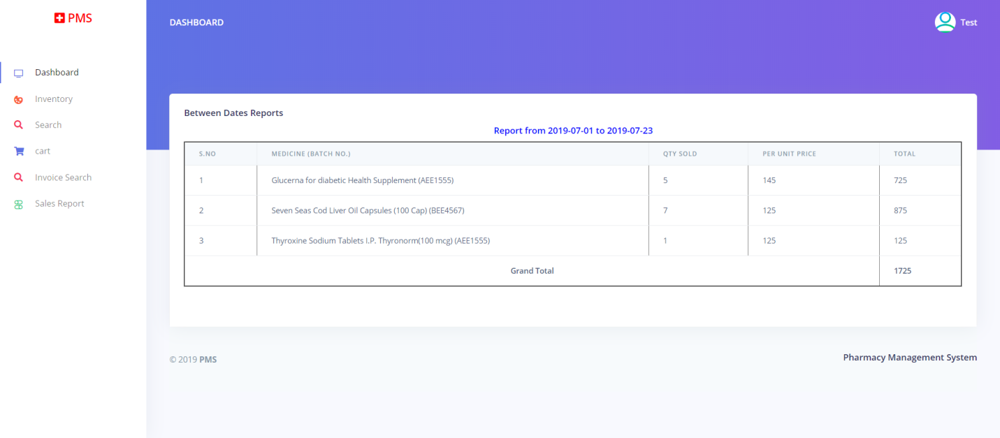 PMS
DASHBOARD
Test
Dashboard
Inventory
Search
cart
Invoice Search
Sales Report
Between Dates Reports
Report from 2019-07-01 to 2019-07-23
S.NO MEDICINE (BATCH NO.) QTY SOLD PER UNIT PRICE TOTAL
1 Glucerna for diabetic Health Supplement (AEE1555) 5 145 725
2 Seven Seas Cod Liver Oil Capsules (100 Cap) (BEE4567) 7 125 875
3 Thyroxine Sodium Tablets I.P. Thyronorm(100 mcg) (AEE1555) 1 125 125
Grand Total 1725
© 2019 PMS
Pharmacy Management System